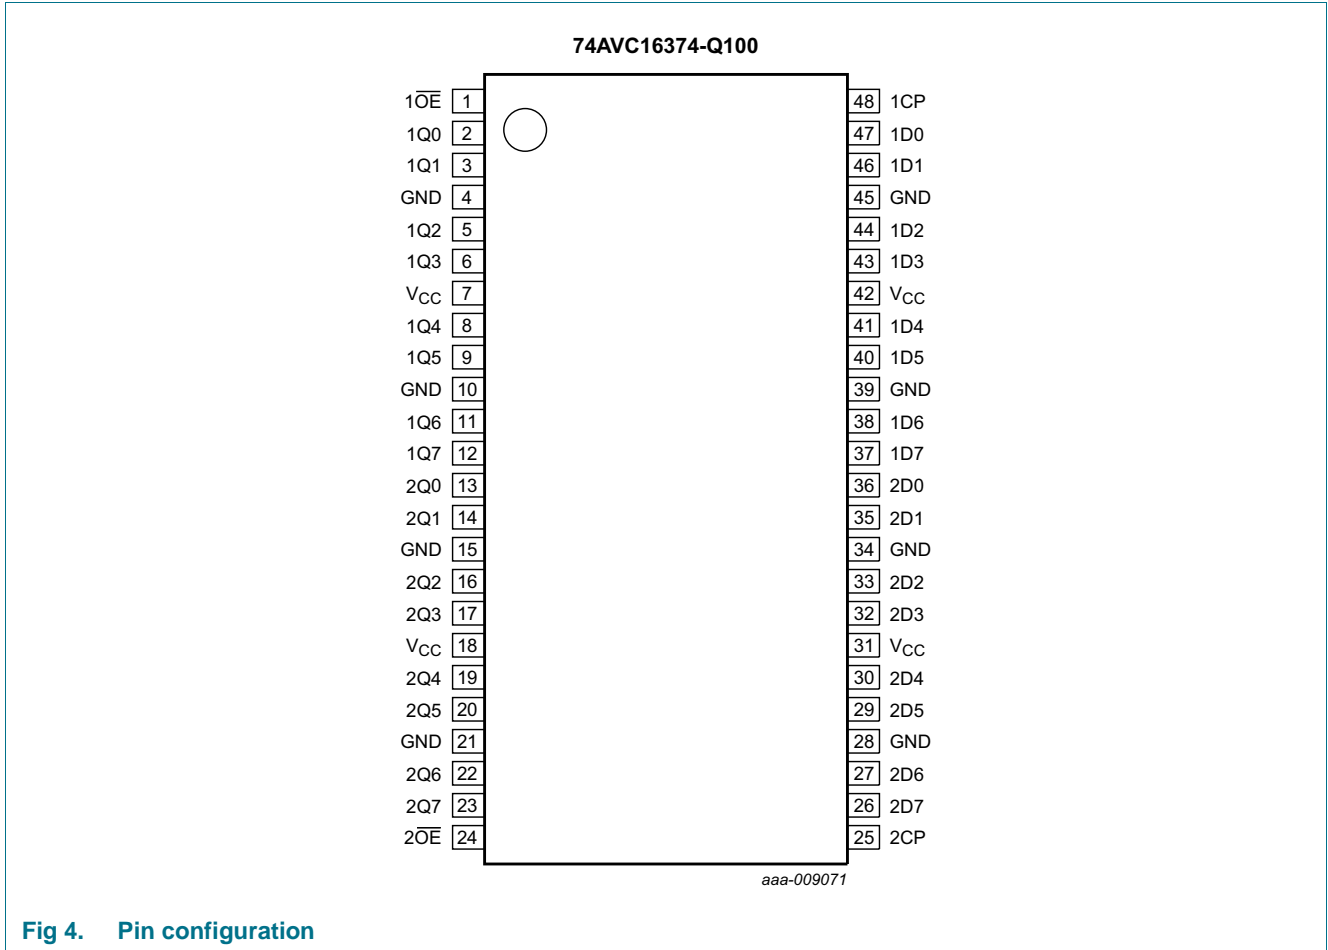 74AVC16374-Q100
1O̅E̅ 1 48 1CP
1Q0 2 47 1D0
1Q1 3 46 1D1
GND 4 45 GND
1Q2 5 44 1D2
1Q3 6 43 1D3
VCC 7 42 VCC
1Q4 8 41 1D4
1Q5 9 40 1D5
GND 10 39 GND
1Q6 11 38 1D6
1Q7 12 37 1D7
2Q0 13 36 2D0
2Q1 14 35 2D1
GND 15 34 GND
2Q2 16 33 2D2
2Q3 17 32 2D3
VCC 18 31 VCC
2Q4 19 30 2D4
2Q5 20 29 2D5
GND 21 28 GND
2Q6 22 27 2D6
2Q7 23 26 2D7
2O̅E̅ 24 25 2CP
aaa-009071
Fig 4. Pin configuration